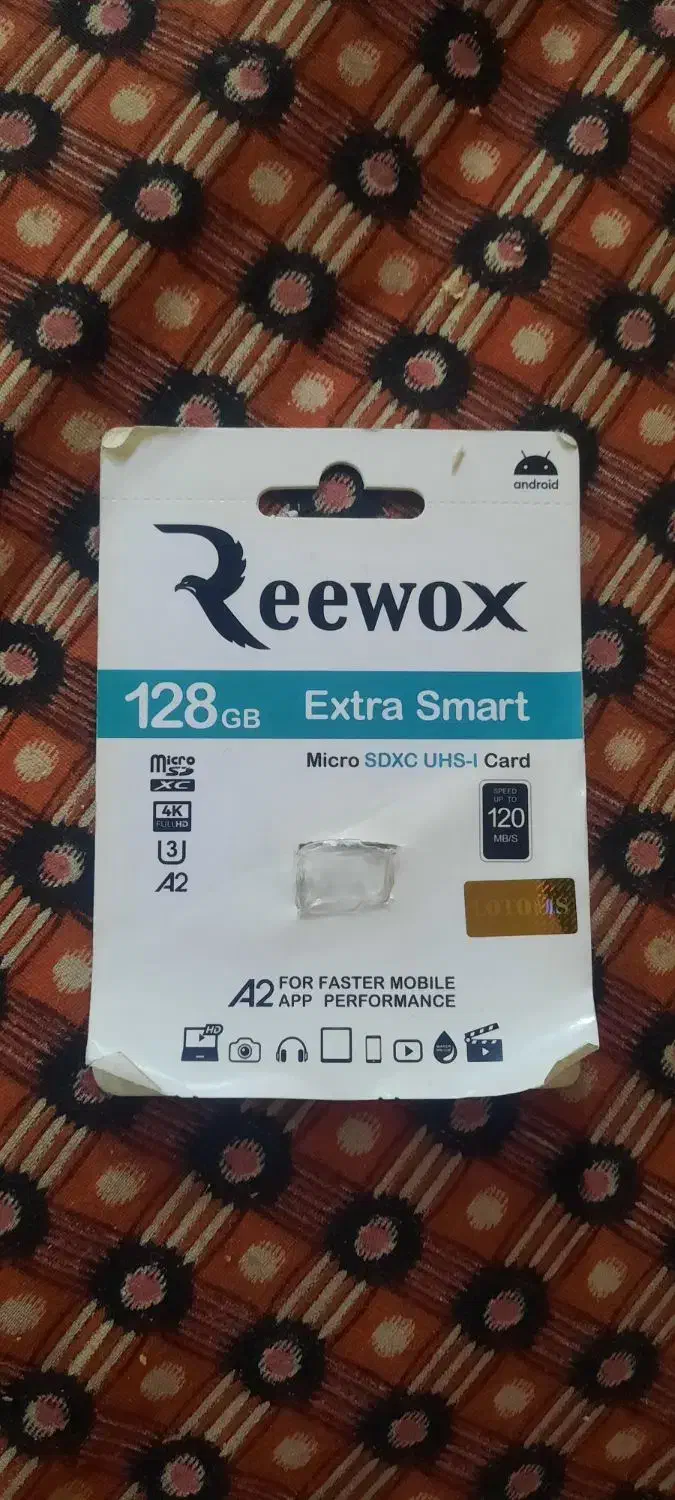 android
Reewox
128GB Extra Smart
Micro SDXC UHS-I Card
Micro
SD
XC
4K
FULL HD
3
A2
SPEED
UP TO
120
MB/S
A2 FOR FASTER MOBILE
APP PERFORMANCE
HD